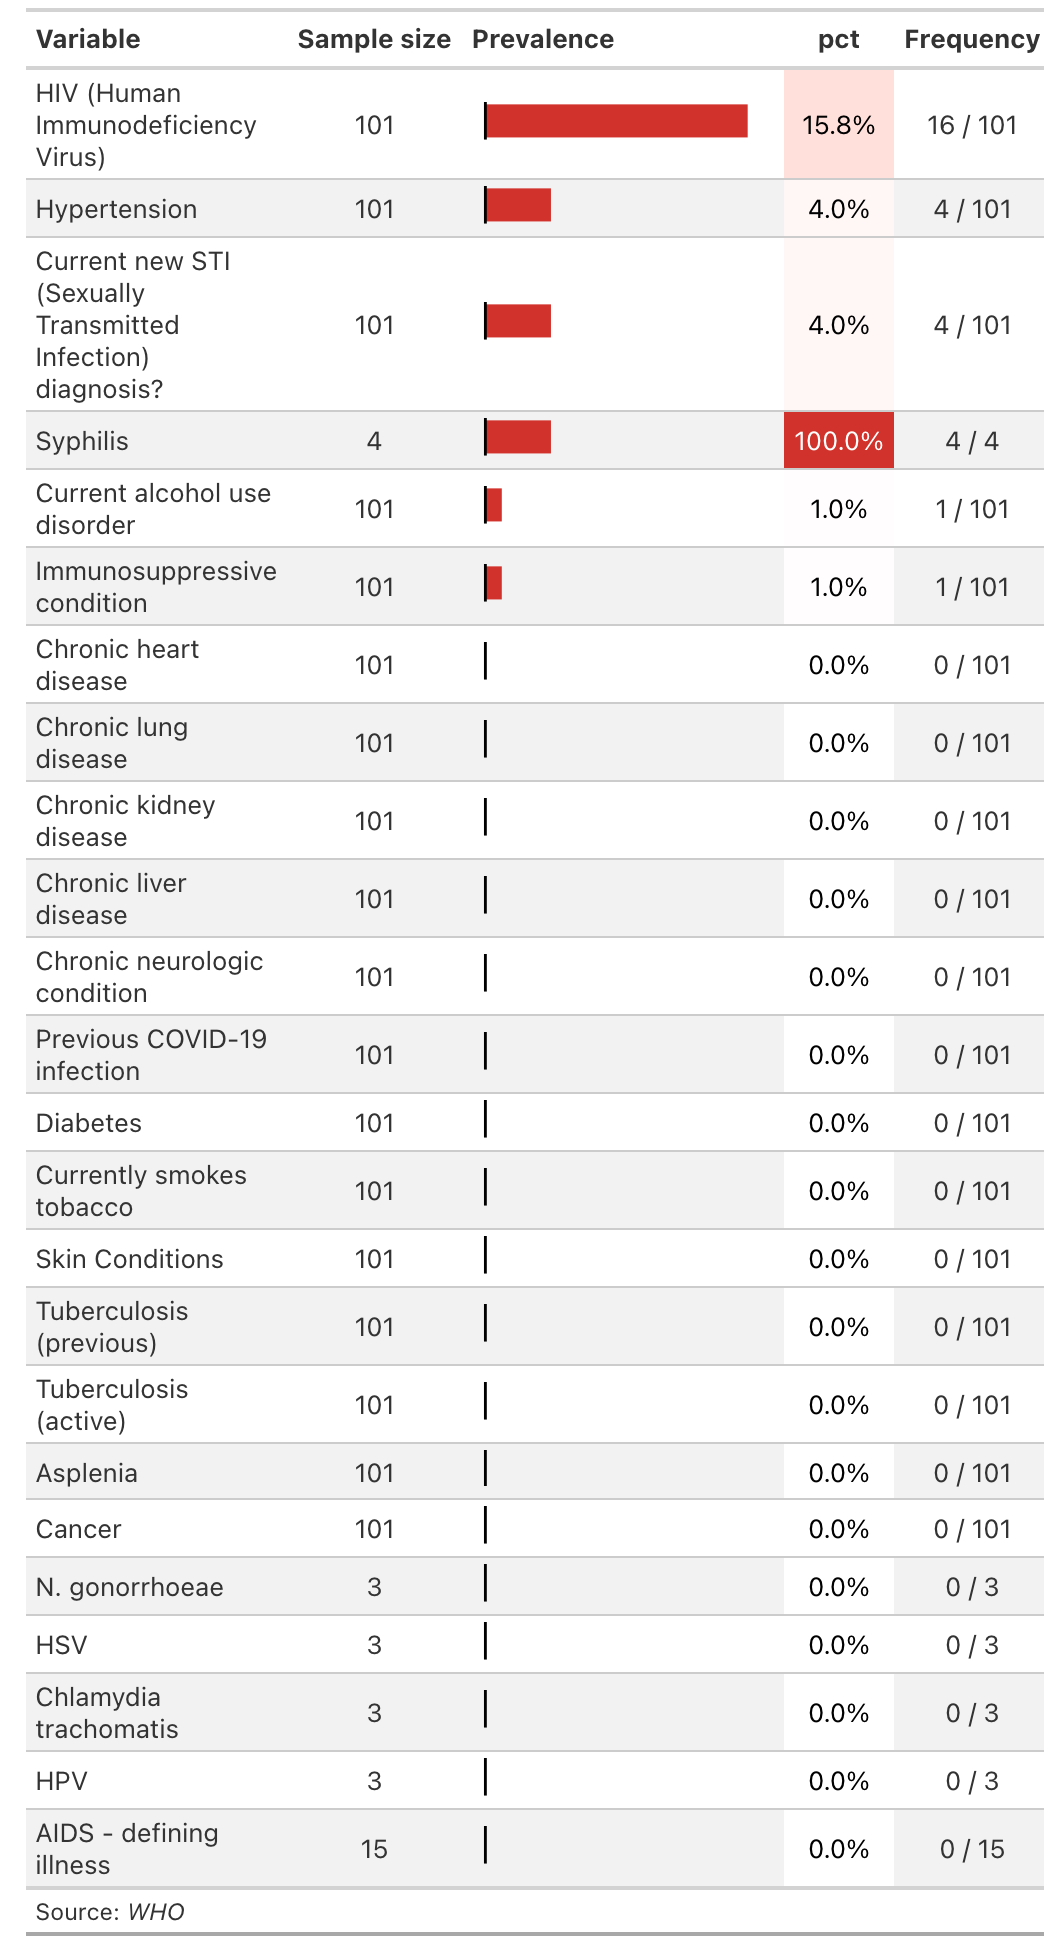 Variable Sample size Prevalence pct Frequency
HIV (Human
Immunodeficiency 101 15.8% 16 / 101
Virus)
Hypertension 101 4.0% 4 / 101
Current new STI
(Sexually
Transmitted 101 4.0% 4 / 101
Infection)
diagnosis?
Syphilis 4 100.0% 4 / 4
Current alcohol use
disorder 101 1.0% 1 / 101
Immunosuppressive
condition 101 1.0% 1 / 101
Chronic heart
disease 101 0.0% 0 / 101
Chronic lung
disease 101 0.0% 0 / 101
Chronic kidney
disease 101 0.0% 0 / 101
Chronic liver
disease 101 0.0% 0 / 101
Chronic neurologic
condition 101 0.0% 0 / 101
Previous COVID-19
infection 101 0.0% 0 / 101
Diabetes 101 0.0% 0 / 101
Currently smokes
tobacco 101 0.0% 0 / 101
Skin Conditions 101 0.0% 0 / 101
Tuberculosis
(previous) 101 0.0% 0 / 101
Tuberculosis
(active) 101 0.0% 0 / 101
Asplenia 101 0.0% 0 / 101
Cancer 101 0.0% 0 / 101
N. gonorrhoeae 3 0.0% 0 / 3
HSV 3 0.0% 0 / 3
Chlamydia
trachomatis 3 0.0% 0 / 3
HPV 3 0.0% 0 / 3
AIDS - defining
illness 15 0.0% 0 / 15
Source: WHO